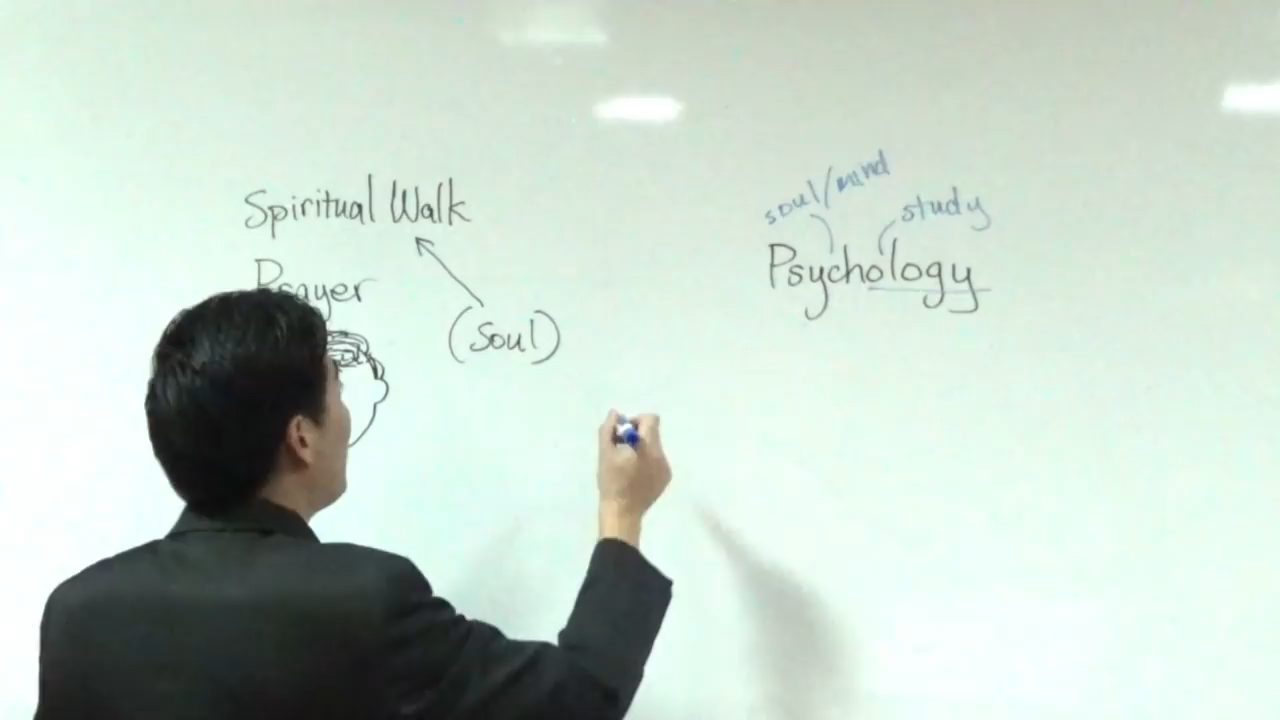 Spiritual Walk
Prayer
(Soul)
soul/mind
study
Psychology